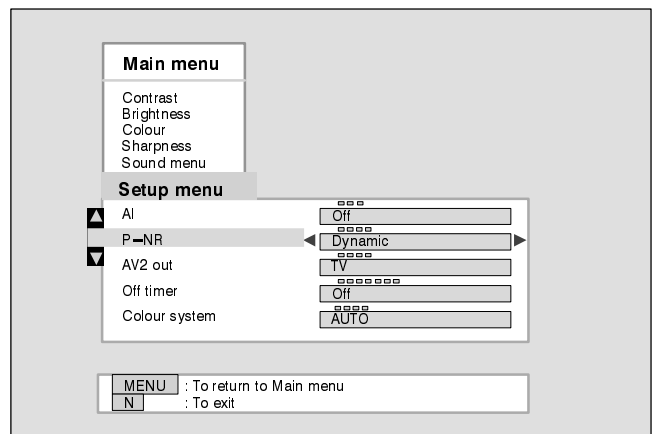 Main menu
Contrast
Brightness
Colour
Sharpness
Sound menu
Setup menu
AI Off
P–NR Dynamic
AV2 out TV
Off timer Off
Colour system AUTO
MENU : To return to Main menu
N : To exit